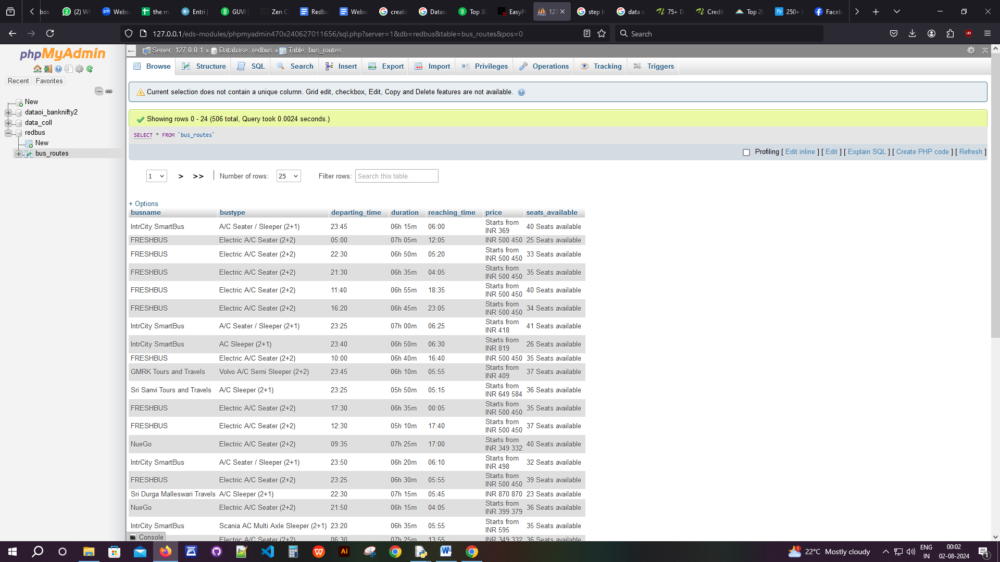 box
(2) Wh
Webse
the m
Entri |
GUVI |
Zen C
Redbu
Webse
creatin
Datase
Top 30
EasyPl
127
step b
data s
75+ D
Credit
Top 20
250+ E
Faceb
127.0.0.1/eds-modules/phpmyadmin470x240627011656/sql.php?server=1&db=redbus&table=bus_routes&pos=0
Search
phpMyAdmin
Recent
Favorites
New
dataoi_banknifty2
data_coll
redbus
New
bus_routes
Server: 127.0.0.1 » Database: redbus » Table: bus_routes
Browse Structure SQL Search Insert Export Import Privileges Operations Tracking Triggers
Current selection does not contain a unique column. Grid edit, checkbox, Edit, Copy and Delete features are not available.
Showing rows 0 - 24 (506 total, Query took 0.0024 seconds.)
SELECT * FROM `bus_routes`
Profiling [ Edit inline ] [ Edit ] [ Explain SQL ] [ Create PHP code ] [ Refresh ]
1 > >> | Number of rows: 25 Filter rows: Search this table
+ Options
busname bustype departing_time duration reaching_time price seats_available
IntrCity SmartBus A/C Seater / Sleeper (2+1) 23:45 06h 15m 06:00 Starts from INR 369 40 Seats available
FRESHBUS Electric A/C Seater (2+2) 05:00 07h 05m 12:05 INR 500 450 25 Seats available
FRESHBUS Electric A/C Seater (2+2) 22:30 06h 50m 05:20 Starts from INR 500 450 33 Seats available
FRESHBUS Electric A/C Seater (2+2) 21:30 06h 35m 04:05 Starts from INR 500 450 35 Seats available
FRESHBUS Electric A/C Seater (2+2) 11:40 06h 55m 18:35 Starts from INR 500 450 40 Seats available
FRESHBUS Electric A/C Seater (2+2) 16:20 06h 45m 23:05 Starts from INR 500 450 34 Seats available
IntrCity SmartBus A/C Seater / Sleeper (2+1) 23:25 07h 00m 06:25 Starts from INR 418 41 Seats available
IntrCity SmartBus AC Sleeper (2+1) 23:40 06h 50m 06:30 Starts from INR 819 26 Seats available
FRESHBUS Electric A/C Seater (2+2) 10:00 06h 40m 16:40 INR 500 450 35 Seats available
GMRK Tours and Travels Volvo A/C Semi Sleeper (2+2) 23:45 06h 10m 05:55 Starts from INR 409 37 Seats available
Sri Sanvi Tours and Travels A/C Sleeper (2+1) 23:25 05h 50m 05:15 Starts from INR 649 584 36 Seats available
FRESHBUS Electric A/C Seater (2+2) 17:30 06h 35m 00:05 Starts from INR 500 450 35 Seats available
FRESHBUS Electric A/C Seater (2+2) 12:30 05h 10m 17:40 Starts from INR 500 450 37 Seats available
NueGo Electric A/C Seater (2+2) 09:35 07h 25m 17:00 Starts from INR 349 332 40 Seats available
IntrCity SmartBus A/C Seater / Sleeper (2+1) 23:50 06h 20m 06:10 Starts from INR 498 32 Seats available
FRESHBUS Electric A/C Seater (2+2) 23:25 06h 30m 05:55 Starts from INR 500 450 39 Seats available
Sri Durga Malleswari Travels A/C Sleeper (2+1) 22:30 07h 15m 05:45 INR 870 870 23 Seats available
NueGo Electric A/C Seater (2+2) 21:50 06h 15m 04:05 Starts from INR 399 379 36 Seats available
IntrCity SmartBus Scania AC Multi Axle Sleeper (2+1) 23:20 06h 35m 05:55 Starts from INR 595 35 Seats available
Electric A/C Seater (2+2) 06:30 07h 25m 13:55 INR 349 332 36 Seats available
Console
22°C Mostly cloudy
ENG
IN
00:02
02-08-2024
1